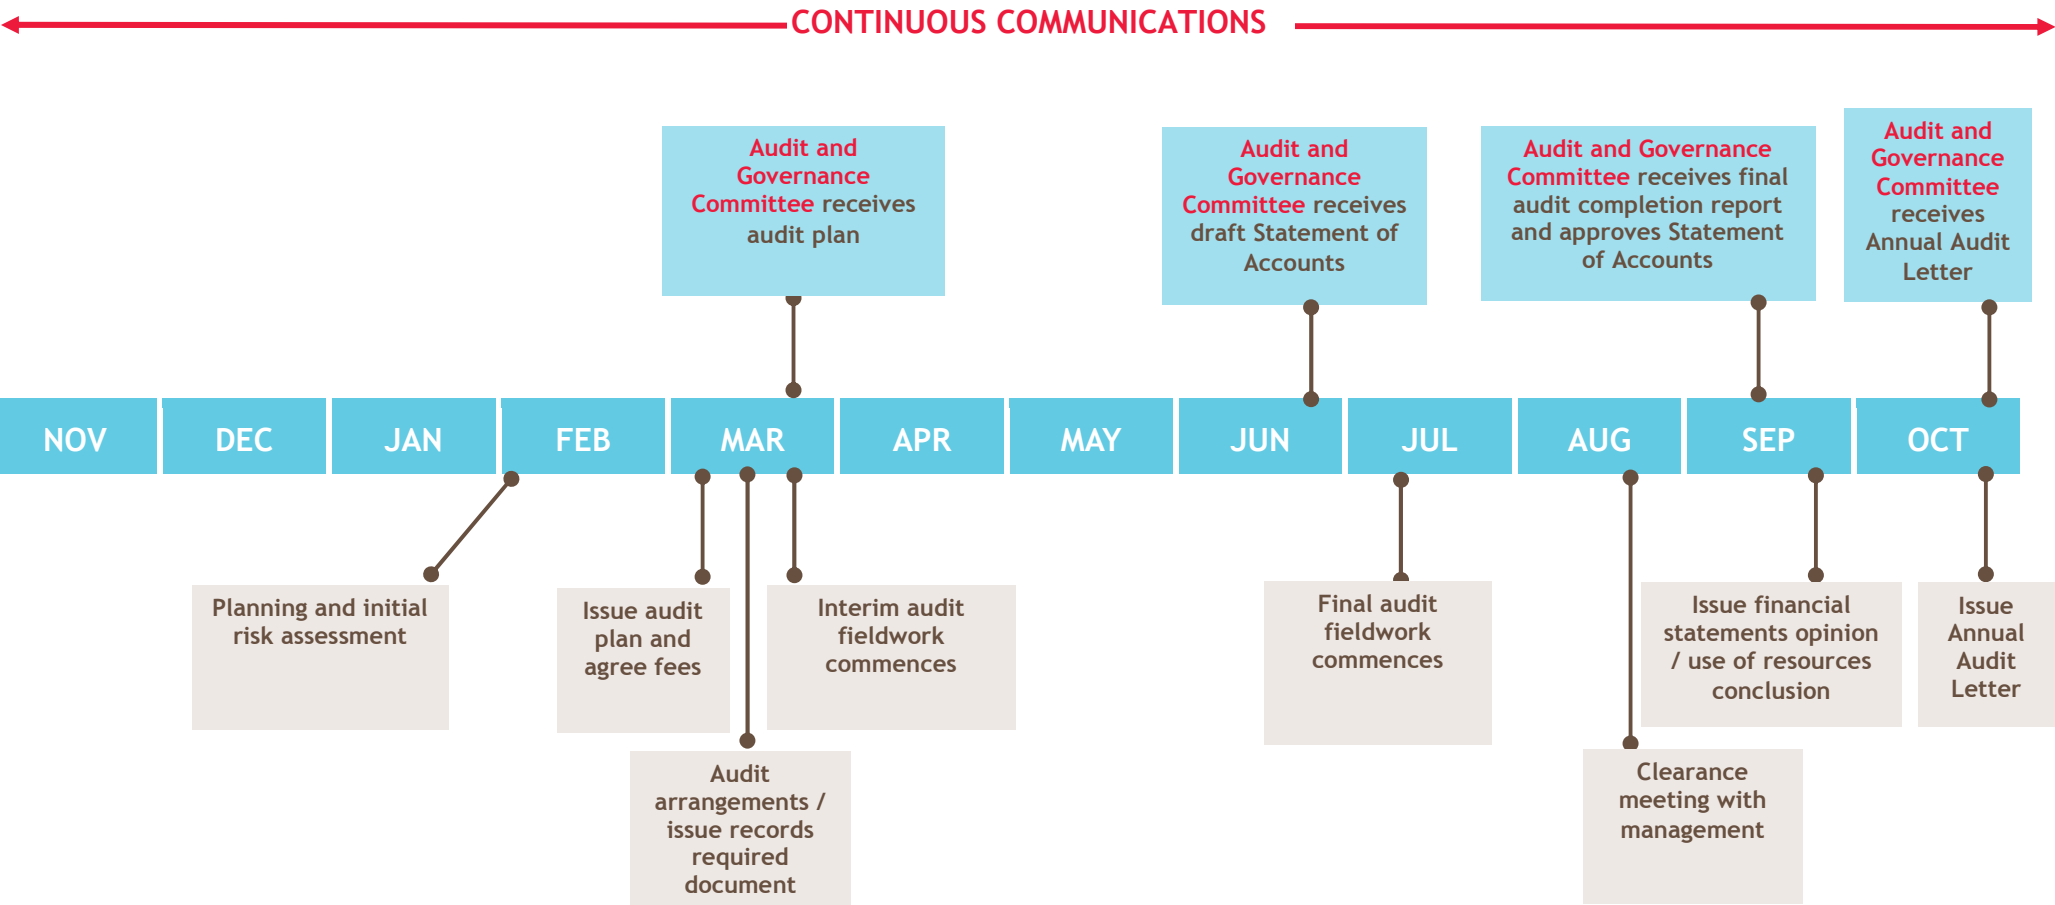 CONTINUOUS COMMUNICATIONS
Audit and
Governance
Committee receives
audit plan
Audit and
Governance
Committee receives
draft Statement of
Accounts
Audit and Governance
Committee receives final
audit completion report
and approves Statement
of Accounts
Audit and
Governance
Committee
receives
Annual Audit
Letter
NOV
DEC
JAN
FEB
MAR
APR
MAY
JUN
JUL
AUG
SEP
OCT
Planning and initial
risk assessment
Issue audit
plan and
agree fees
Interim audit
fieldwork
commences
Final audit
fieldwork
commences
Issue financial
statements opinion
/ use of resources
conclusion
Issue
Annual
Audit
Letter
Audit
arrangements /
issue records
required
document
Clearance
meeting with
management